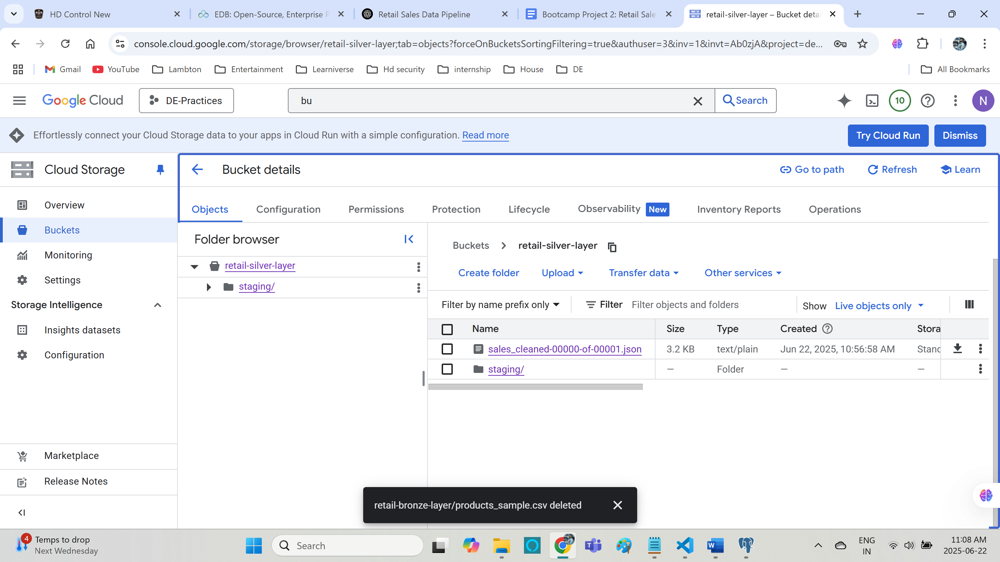 HD Control New
EDB: Open-Source, Enterprise P
Retail Sales Data Pipeline
Bootcamp Project 2: Retail Sale
retail-silver-layer – Bucket deta
console.cloud.google.com/storage/browser/retail-silver-layer;tab=objects?forceOnBucketsSortingFiltering=true&authuser=3&inv=1&invt=Ab0zjA&project=de...
Gmail
YouTube
Lambton
Entertainment
Learniverse
Hd security
internship
House
DE
All Bookmarks
Google Cloud
DE-Practices
bu
Search
10
N
Effortlessly connect your Cloud Storage data to your apps in Cloud Run with a simple configuration. Read more
Try Cloud Run
Dismiss
Cloud Storage
Overview
Buckets
Monitoring
Settings
Storage Intelligence
Insights datasets
Configuration
Marketplace
Release Notes
Bucket details
Go to path
Refresh
Learn
Objects
Configuration
Permissions
Protection
Lifecycle
Observability New
Inventory Reports
Operations
Folder browser
retail-silver-layer
staging/
Buckets
retail-silver-layer
Create folder
Upload
Transfer data
Other services
Filter by name prefix only
Filter
Filter objects and folders
Show
Live objects only
Name Size Type Created Stora
sales_cleaned-00000-of-00001.json 3.2 KB text/plain Jun 22, 2025, 10:56:58 AM Stand
staging/ — Folder — —
retail-bronze-layer/products_sample.csv deleted
4
Temps to drop
Next Wednesday
Search
ENG
IN
11:08 AM
2025-06-22